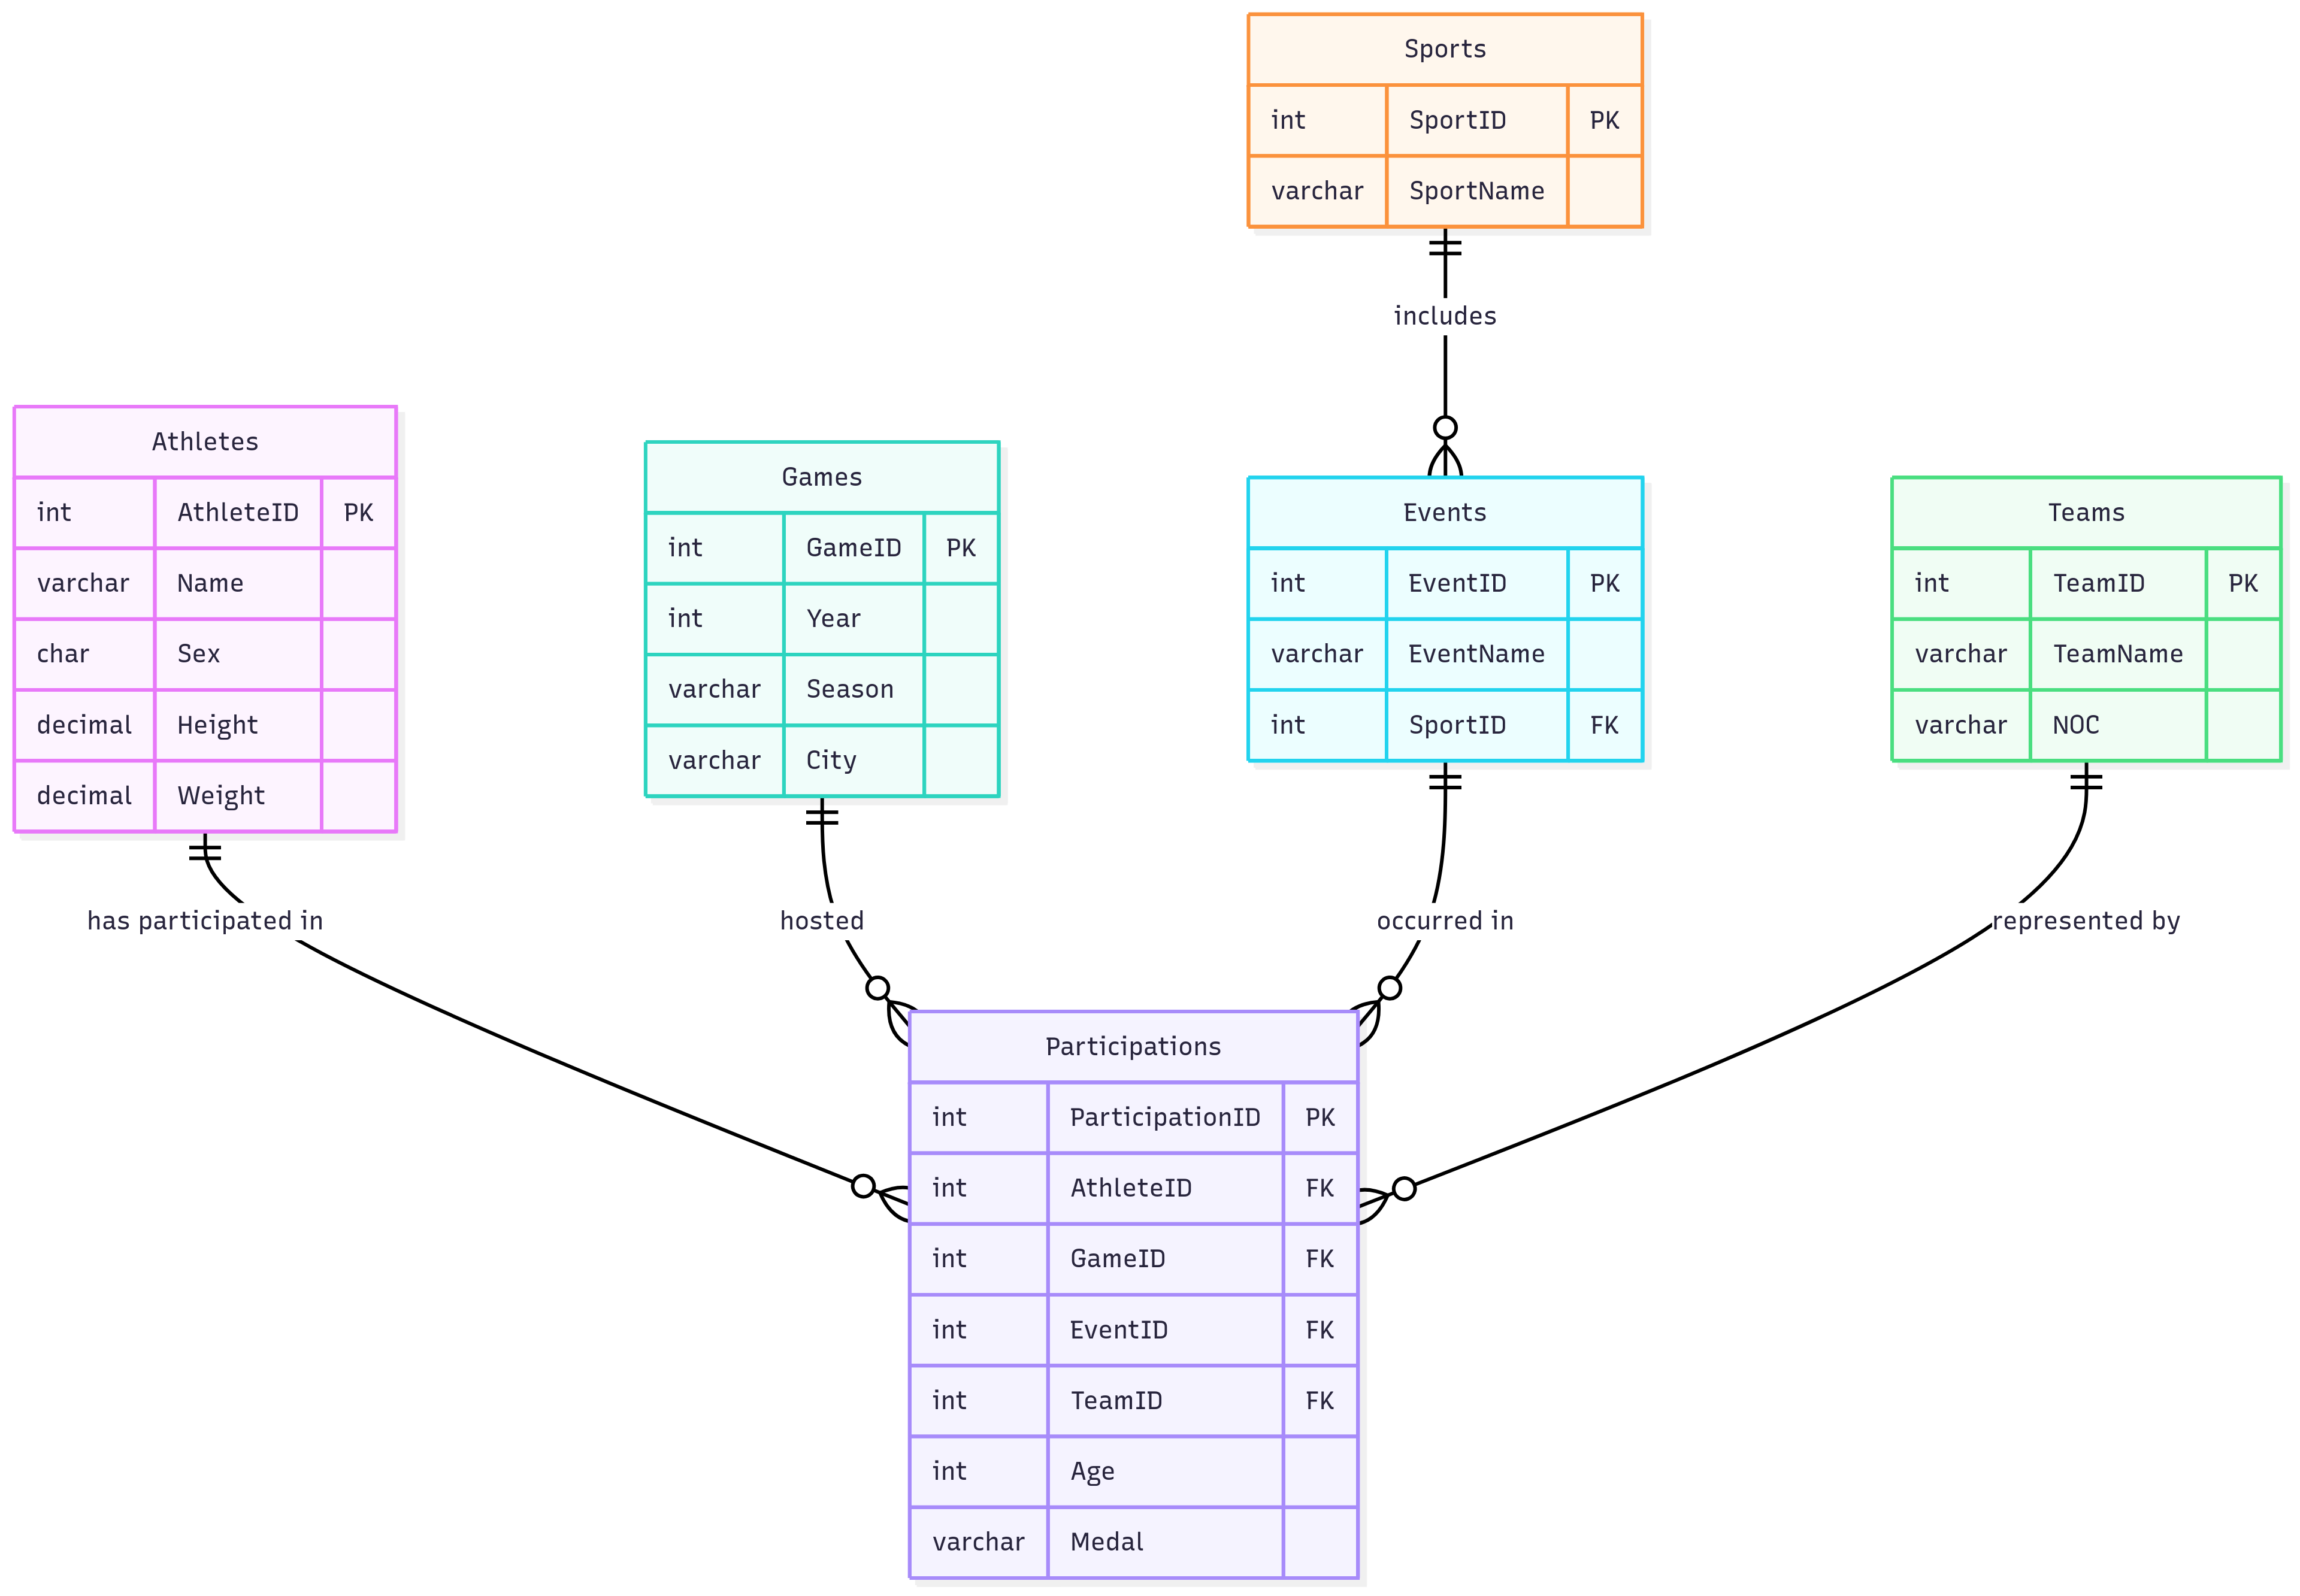 Sports
int SportID PK
varchar SportName
includes
Athletes
int AthleteID PK
varchar Name
char Sex
decimal Height
decimal Weight
Games
int GameID PK
int Year
varchar Season
varchar City
Events
int EventID PK
varchar EventName
int SportID FK
Teams
int TeamID PK
varchar TeamName
varchar NOC
has participated in
hosted
occurred in
represented by
Participations
int ParticipationID PK
int AthleteID FK
int GameID FK
int EventID FK
int TeamID FK
int Age
varchar Medal